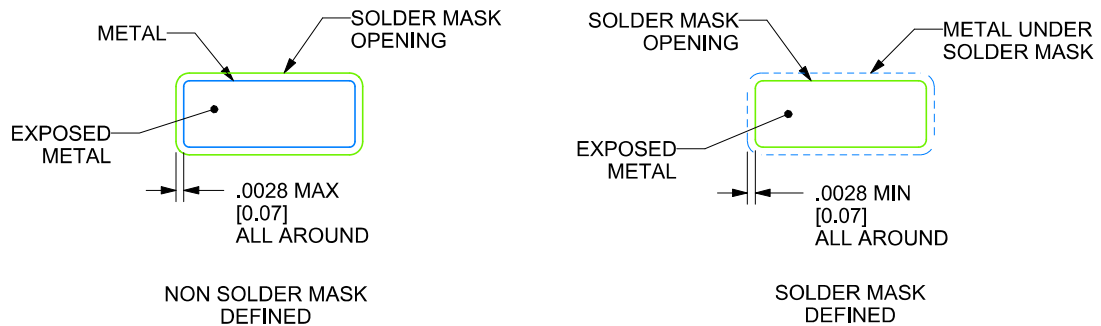 METAL
SOLDER MASK
OPENING
EXPOSED
METAL
.0028 MAX
[0.07]
ALL AROUND
NON SOLDER MASK
DEFINED
SOLDER MASK
OPENING
METAL UNDER
SOLDER MASK
EXPOSED
METAL
.0028 MIN
[0.07]
ALL AROUND
SOLDER MASK
DEFINED